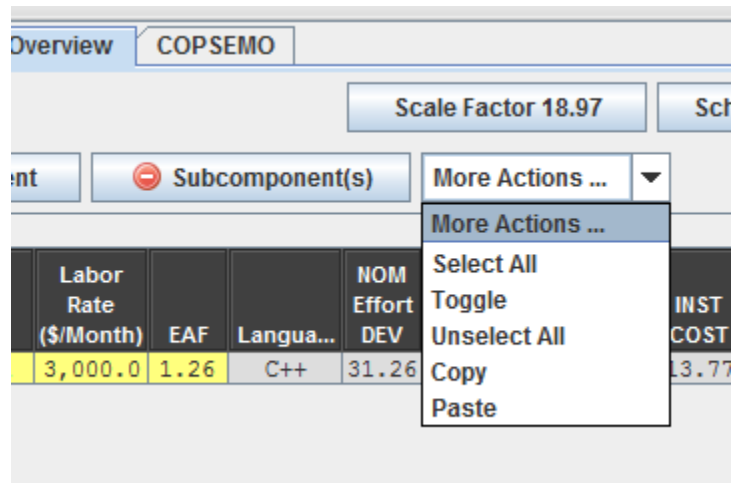 Overview COPSEMO
Scale Factor 18.97 Sch
ent Subcomponent(s) More Actions ...
More Actions ...
Select All
Toggle
Unselect All
Copy
Paste
Labor
Rate
($/Month) EAF Langua... NOM
Effort
DEV INST
COST
3,000.0 1.26 C++ 31.26 13.77